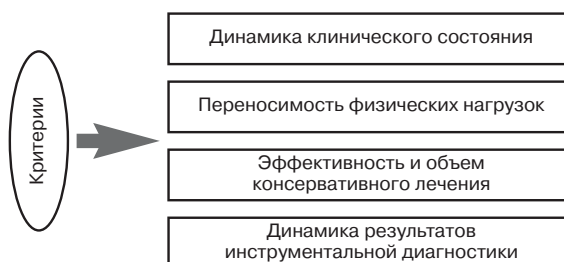 Критерии
Динамика клинического состояния
Переносимость физических нагрузок
Эффективность и объем
консервативного лечения
Динамика результатов
инструментальной диагностики